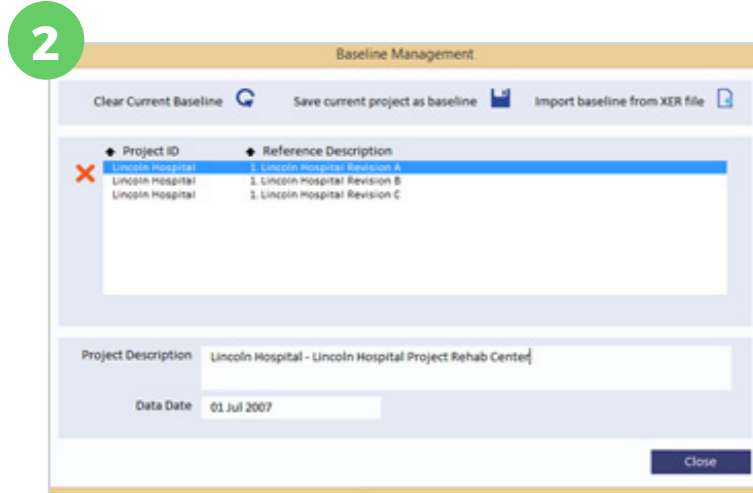 2
Baseline Management
Clear Current Baseline Save current project as baseline Import baseline from XER file
Project ID Reference Description
Lincoln Hospital 1. Lincoln Hospital Revision A
Lincoln Hospital 1. Lincoln Hospital Revision B
Lincoln Hospital 1. Lincoln Hospital Revision C
Project Description Lincoln Hospital - Lincoln Hospital Project Rehab Center
Data Date 01 Jul 2007
Close